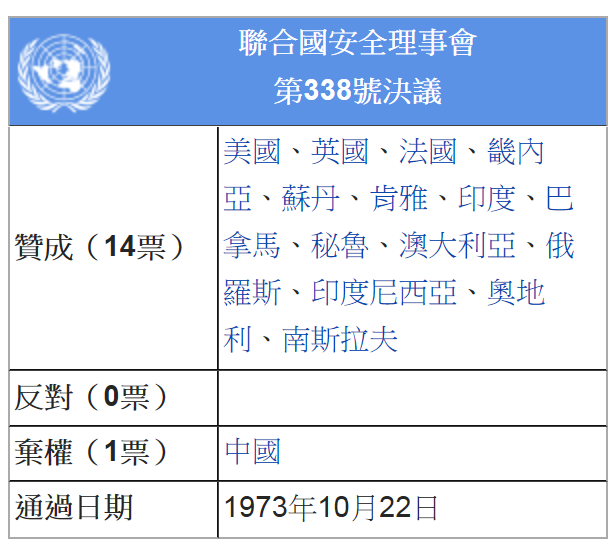 聯合國安全理事會
第338號決議
贊成（14票）
美國、英國、法國、畿內
亞、蘇丹、肯雅、印度、巴
拿馬、秘魯、澳大利亞、俄
羅斯、印度尼西亞、奧地
利、南斯拉夫
反對（0票）
棄權（1票）
中國
通過日期
1973年10月22日